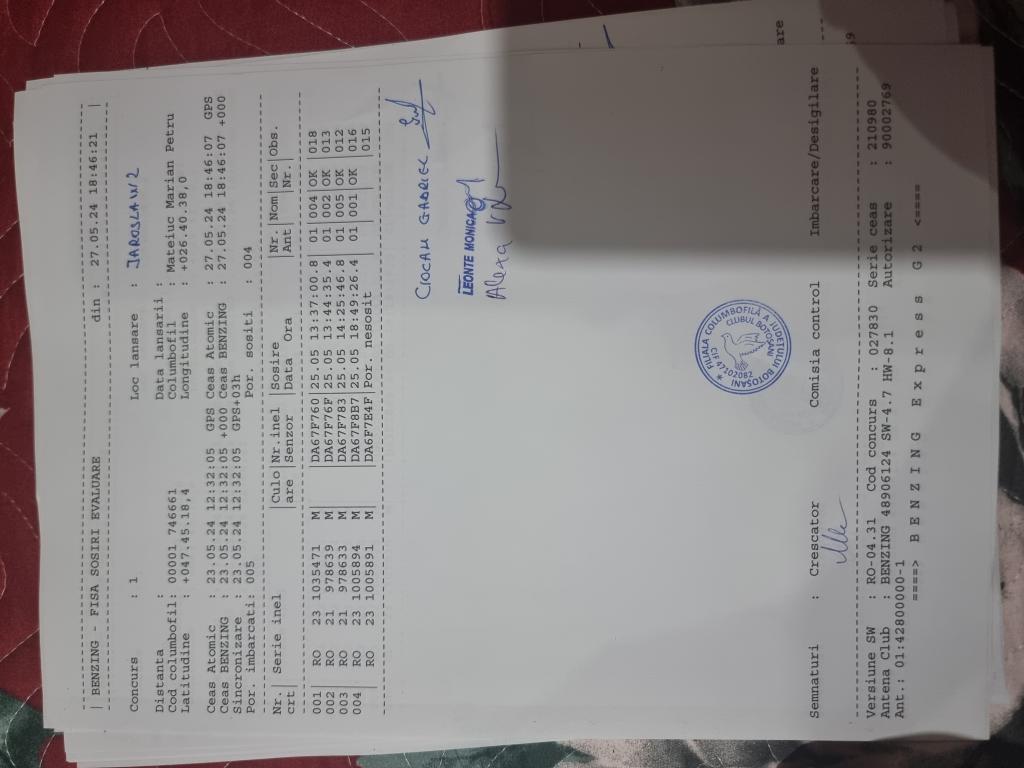 | BENZING - FISA SOSIRI EVALUARE din : 27.05.24 18:46:21 |
Concurs : 1 Loc lansare : JAROSLAW 2
Distanta : Data lansarii :
Cod columbofil: 00001 746661 Columbofil : Mateiuc Marian Petru
Latitudine : +047.45.18,4 Longitudine : +026.40.38,0
Ceas Atomic : 23.05.24 12:32:05 GPS Ceas Atomic : 27.05.24 18:46:07 GPS
Ceas BENZING : 23.05.24 12:32:05 +000 Ceas BENZING : 27.05.24 18:46:07 +000
Sincronizare : 23.05.24 12:32:05 GPS+03h
Por. imbarcati: 005 Por. sositi : 004
Nr.| Serie inel |Culo|Nr.inel |Sosire |Nr.|Nom|Sec|Obs.
crt| |are |Senzor |Data Ora |Ant| |Nr.|
001| RO 23 1035471 M |DA67F760|25.05 13:37:00.8| 01|004|OK |018
002| RO 21 978639 M |DA67F76F|25.05 13:44:35.4| 01|002|OK |013
003| RO 21 978633 M |DA67F783|25.05 14:25:46.8| 01|005|OK |012
004| RO 23 1005894 M |DA67F8B7|25.05 18:49:26.4| 01|001|OK |016
| RO 23 1005891 M |DA6F7E4F|Por. nesosit | | | |015
CIOCAN GABRIEL
LEONTE MONICA
Alexa
FILIALA COLUMBOFILĂ A JUDEȚULUI BOTOȘANI
CLUBUL BOTOȘANI
CIF 47102082
Semnaturi : Crescator Comisia control Imbarcare/Desigilare
Versiune SW : RO-04.31 Cod concurs : 027830 Serie ceas : 210980
Antena Club : BENZING 48906124 SW-4.7 HW-8.1 Autorizare : 90002769
Ant.: 01:428000000-1
====> B E N Z I N G E x p r e s s G 2 <====
are